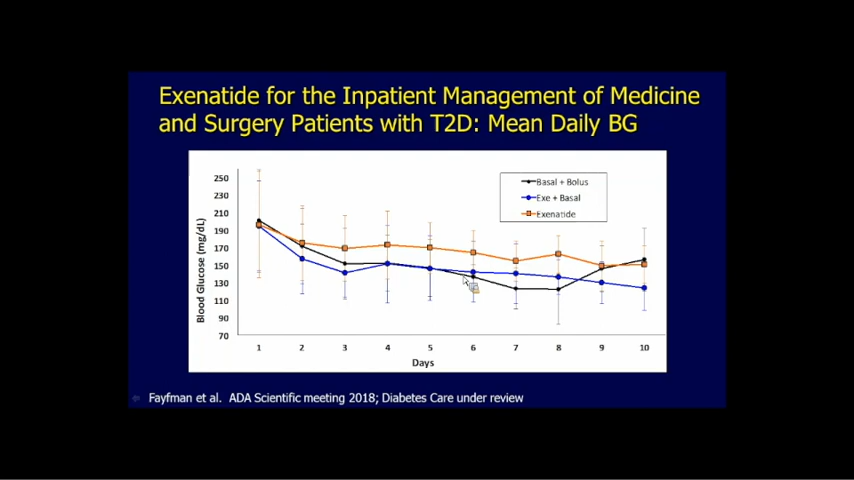 Exenatide for the Inpatient Management of Medicine
and Surgery Patients with T2D: Mean Daily BG
250
230
210
190
170
150
130
110
90
70
Blood Glucose (mg/dL)
Basal + Bolus
Exe + Basal
Exenatide
1 2 3 4 5 6 7 8 9 10
Days
Fayfman et al. ADA Scientific meeting 2018; Diabetes Care under review